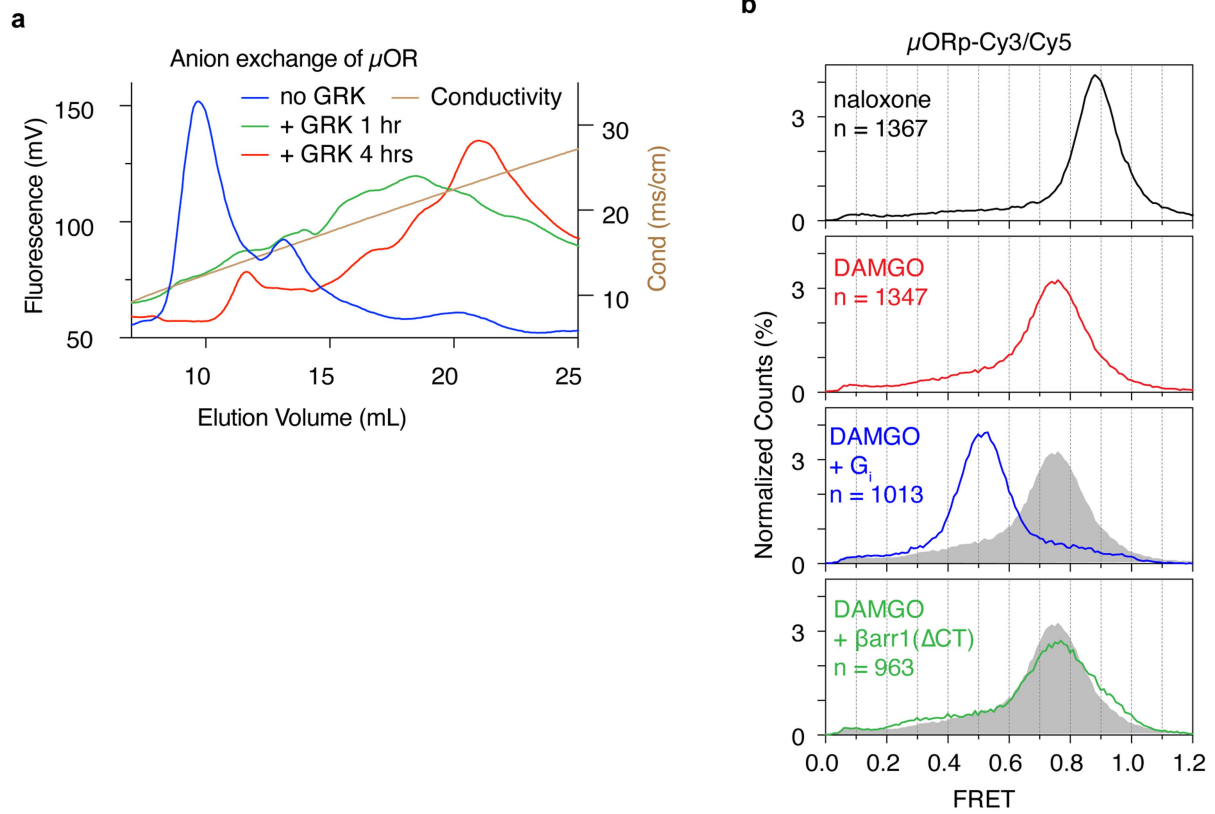 a
Anion exchange of µOR
no GRK
Conductivity
+ GRK 1 hr
+ GRK 4 hrs
150
100
50
Fluorescence (mV)
30
20
10
Cond (ms/cm)
10
15
20
25
Elution Volume (mL)
b
µORp-Cy3/Cy5
naloxone
n = 1367
3
0
DAMGO
n = 1347
3
0
DAMGO
+ Gi
n = 1013
3
0
DAMGO
+ βarr1(ΔCT)
n = 963
3
0
Normalized Counts (%)
0.0
0.2
0.4
0.6
0.8
1.0
1.2
FRET